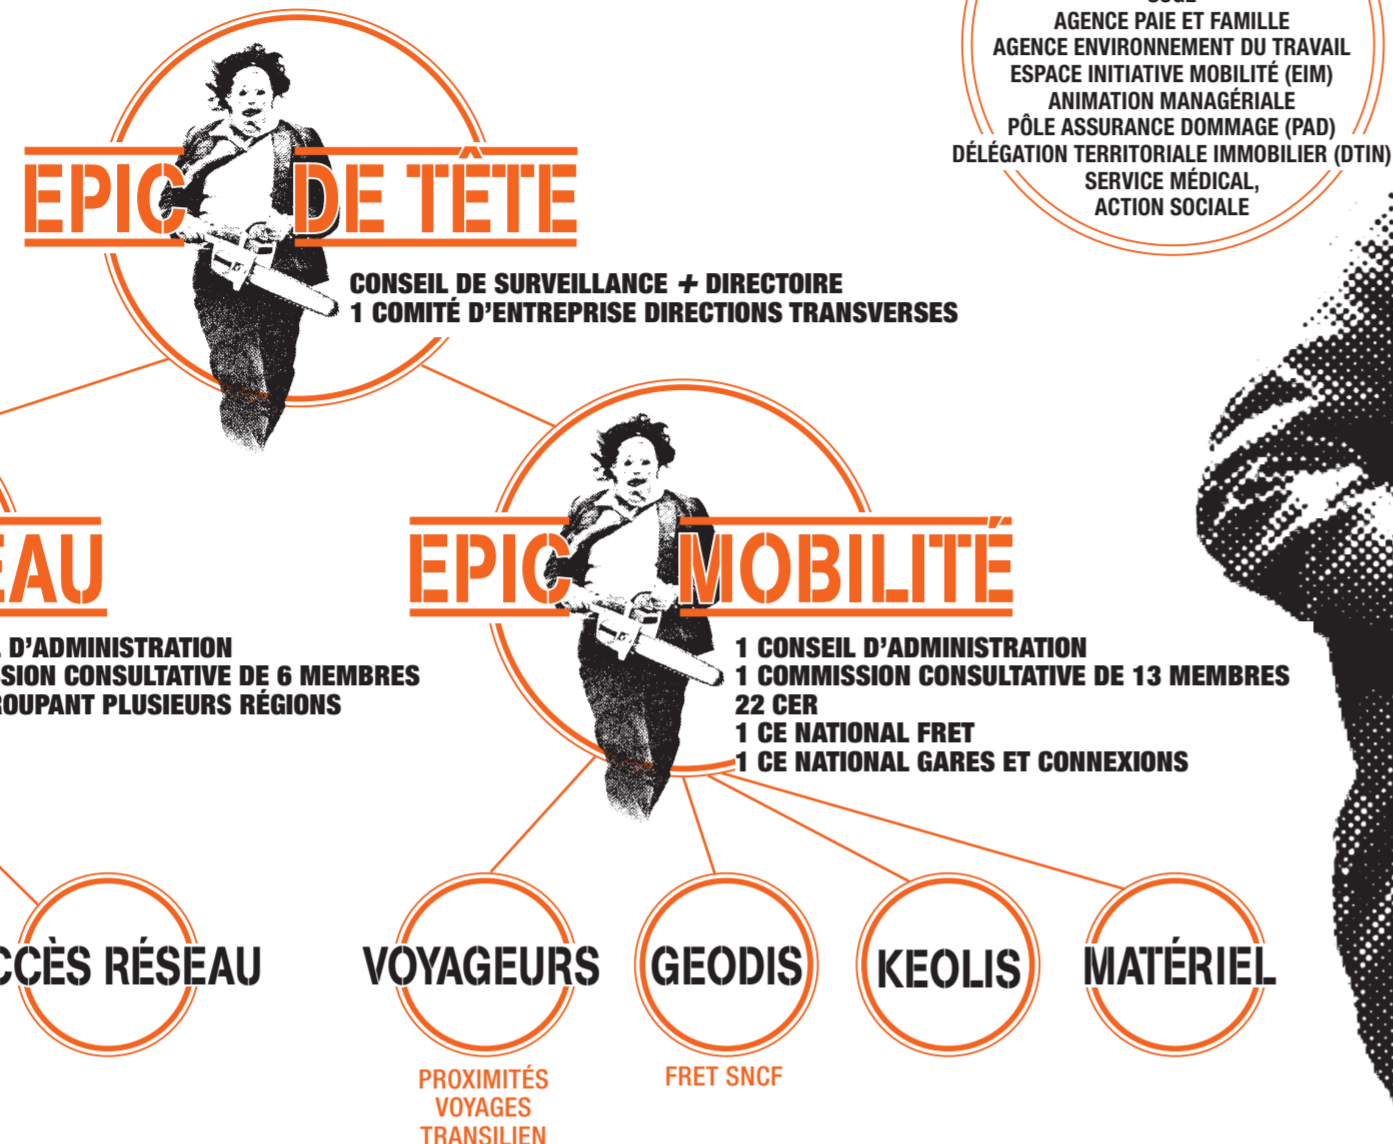 AGENCE PAIE ET FAMILLE
AGENCE ENVIRONNEMENT DU TRAVAIL
ESPACE INITIATIVE MOBILITÉ (EIM)
ANIMATION MANAGÉRIALE
PÔLE ASSURANCE DOMMAGE (PAD)
DÉLÉGATION TERRITORIALE IMMOBILIER (DTIN)
SERVICE MÉDICAL,
ACTION SOCIALE
EPIC DE TÊTE
CONSEIL DE SURVEILLANCE + DIRECTOIRE
1 COMITÉ D'ENTREPRISE DIRECTIONS TRANSVERSES
EAU
D'ADMINISTRATION
SION CONSULTATIVE DE 6 MEMBRES
ROUPANT PLUSIEURS RÉGIONS
EPIC MOBILITÉ
1 CONSEIL D'ADMINISTRATION
1 COMMISSION CONSULTATIVE DE 13 MEMBRES
22 CER
1 CE NATIONAL FRET
1 CE NATIONAL GARES ET CONNEXIONS
CCÈS RÉSEAU
VOYAGEURS
PROXIMITÉS
VOYAGES
TRANSILIEN
GEODIS
FRET SNCF
KEOLIS
MATÉRIEL